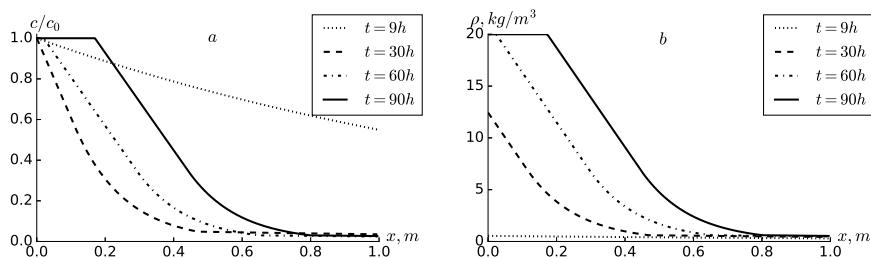 c/c₀
a
t = 9h
t = 30h
t = 60h
t = 90h
1.0
0.8
0.6
0.4
0.2
0.0
0.0 0.2 0.4 0.6 0.8 1.0
x, m
ρ, kg/m³
b
t = 9h
t = 30h
t = 60h
t = 90h
20
15
10
5
0
0.0 0.2 0.4 0.6 0.8 1.0
x, m